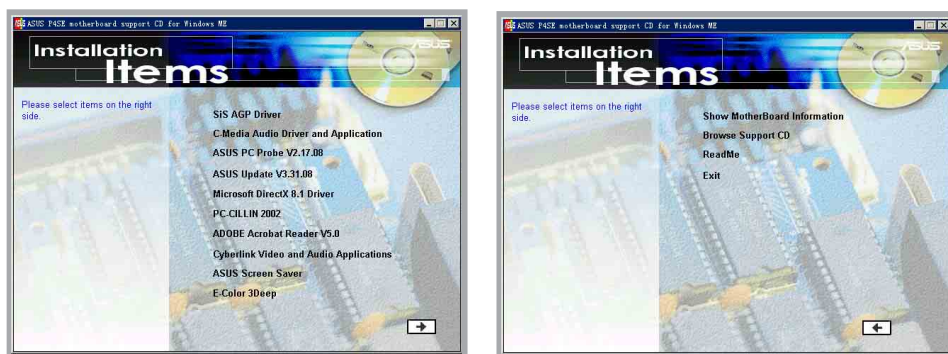 ASUS P4SE motherboard support CD for Windows ME
Installation
Items
ASUS
Please select items on the right
side.
SiS AGP Driver
C-Media Audio Driver and Application
ASUS PC Probe V2.17.08
ASUS Update V3.31.08
Microsoft DirectX 8.1 Driver
PC-CILLIN 2002
ADOBE Acrobat Reader V5.0
Cyberlink Video and Audio Applications
ASUS Screen Saver
E-Color 3Deep
ASUS P4SE motherboard support CD for Windows ME
Installation
Items
ASUS
Please select items on the right
side.
Show MotherBoard Information
Browse Support CD
ReadMe
Exit